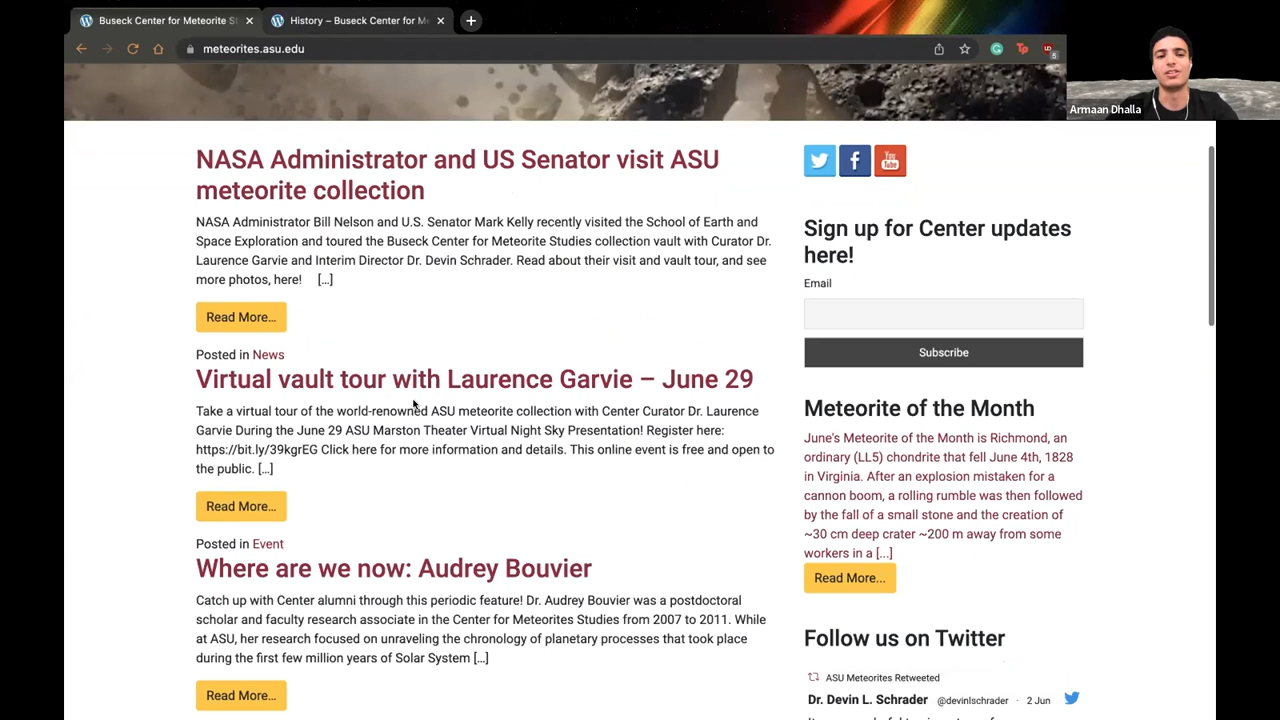 Buseck Center for Meteorite S
History – Buseck Center for Me
meteorites.asu.edu
Tp
UD
5
Armaan Dhalla
NASA Administrator and US Senator visit ASU
meteorite collection
NASA Administrator Bill Nelson and U.S. Senator Mark Kelly recently visited the School of Earth and
Space Exploration and toured the Buseck Center for Meteorite Studies collection vault with Curator Dr.
Laurence Garvie and Interim Director Dr. Devin Schrader. Read about their visit and vault tour, and see
more photos, here! [...]
Read More...
Posted in News
Virtual vault tour with Laurence Garvie – June 29
Take a virtual tour of the world-renowned ASU meteorite collection with Center Curator Dr. Laurence
Garvie During the June 29 ASU Marston Theater Virtual Night Sky Presentation! Register here:
https://bit.ly/39kgrEG Click here for more information and details. This online event is free and open to
the public. [...]
Read More...
Posted in Event
Where are we now: Audrey Bouvier
Catch up with Center alumni through this periodic feature! Dr. Audrey Bouvier was a postdoctoral
scholar and faculty research associate in the Center for Meteorites Studies from 2007 to 2011. While
at ASU, her research focused on unraveling the chronology of planetary processes that took place
during the first few million years of Solar System [...]
Read More...
You Tube
Sign up for Center updates
here!
Email
Subscribe
Meteorite of the Month
June's Meteorite of the Month is Richmond, an
ordinary (LL5) chondrite that fell June 4th, 1828
in Virginia. After an explosion mistaken for a
cannon boom, a rolling rumble was then followed
by the fall of a small stone and the creation of
~30 cm deep crater ~200 m away from some
workers in a [...]
Read More...
Follow us on Twitter
ASU Meteorites Retweeted
Dr. Devin L. Schrader @devinlschrader · 2 Jun